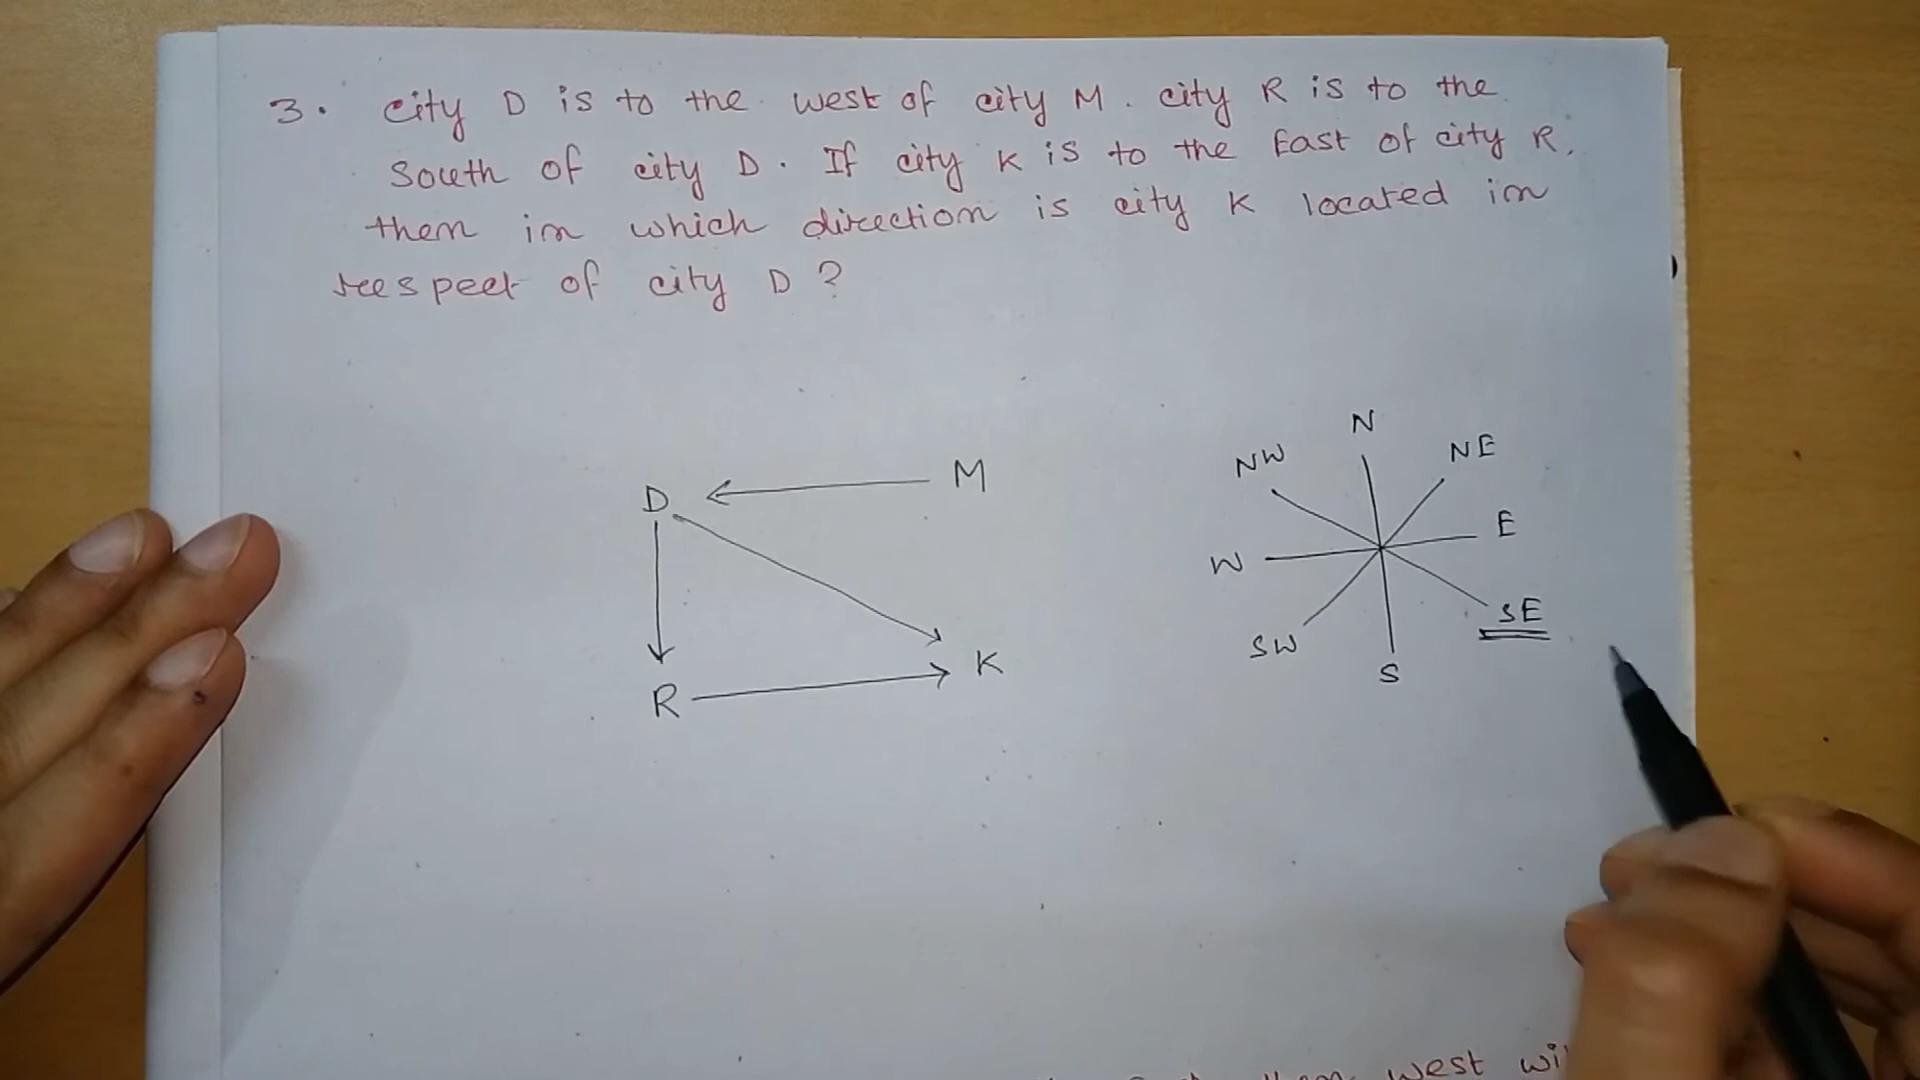 3. city D is to the west of city M. city R is to the
South of city D. If city K is to the East of city R,
then in which direction is city K located in
respect of city D?
N
NW
NE
M
D
E
W
SE
SW
K
S
R
west